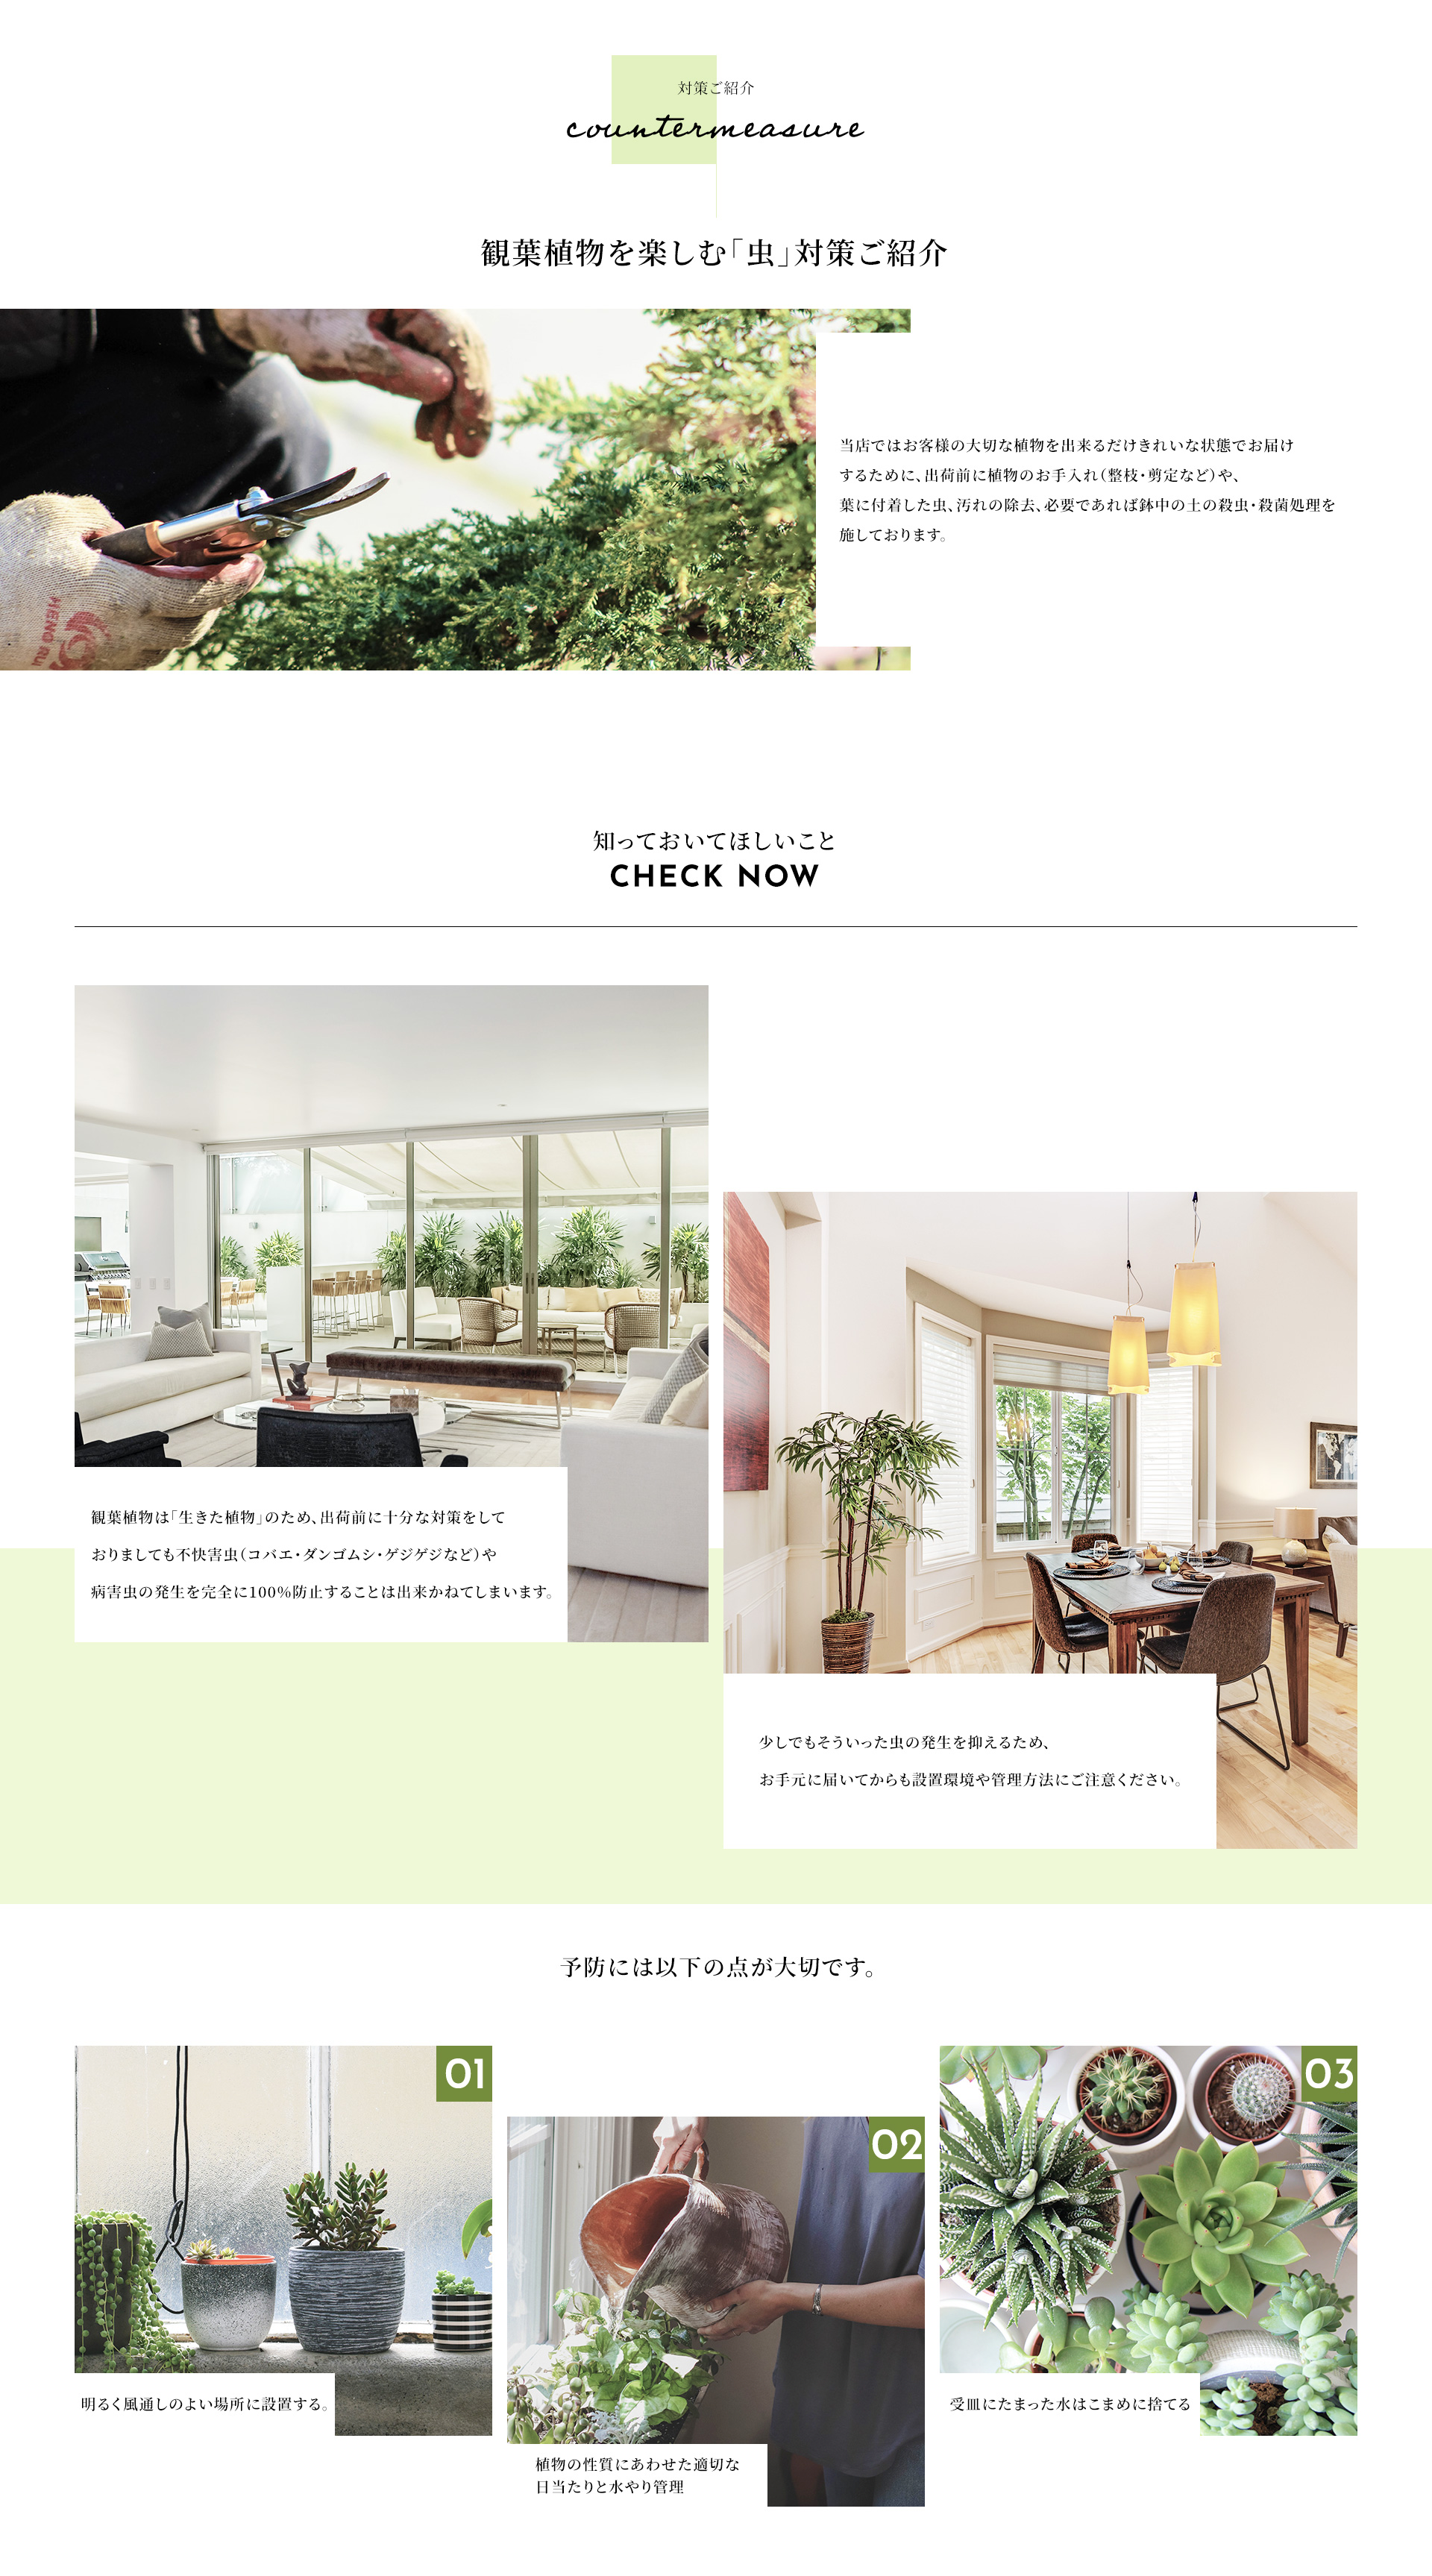 対策ご紹介
countermeasure
観葉植物を楽しむ「虫」対策ご紹介
当店ではお客様の大切な植物を出来るだけきれいな状態でお届け
するために、出荷前に植物のお手入れ（整枝・剪定など）や、
葉に付着した虫、汚れの除去、必要であれば鉢中の土の殺虫・殺菌処理を
施しております。
HENG RUI
知っておいてほしいこと
CHECK NOW
観葉植物は「生きた植物」のため、出荷前に十分な対策をして
おりましても不快害虫（コバエ・ダンゴムシ・ゲジゲジなど）や
病害虫の発生を完全に100%防止することは出来かねてしまいます。
少しでもそういった虫の発生を抑えるため、
お手元に届いてからも設置環境や管理方法にご注意ください。
予防には以下の点が大切です。
01
明るく風通しのよい場所に設置する。
02
植物の性質にあわせた適切な
日当たりと水やり管理
03
受皿にたまった水はこまめに捨てる